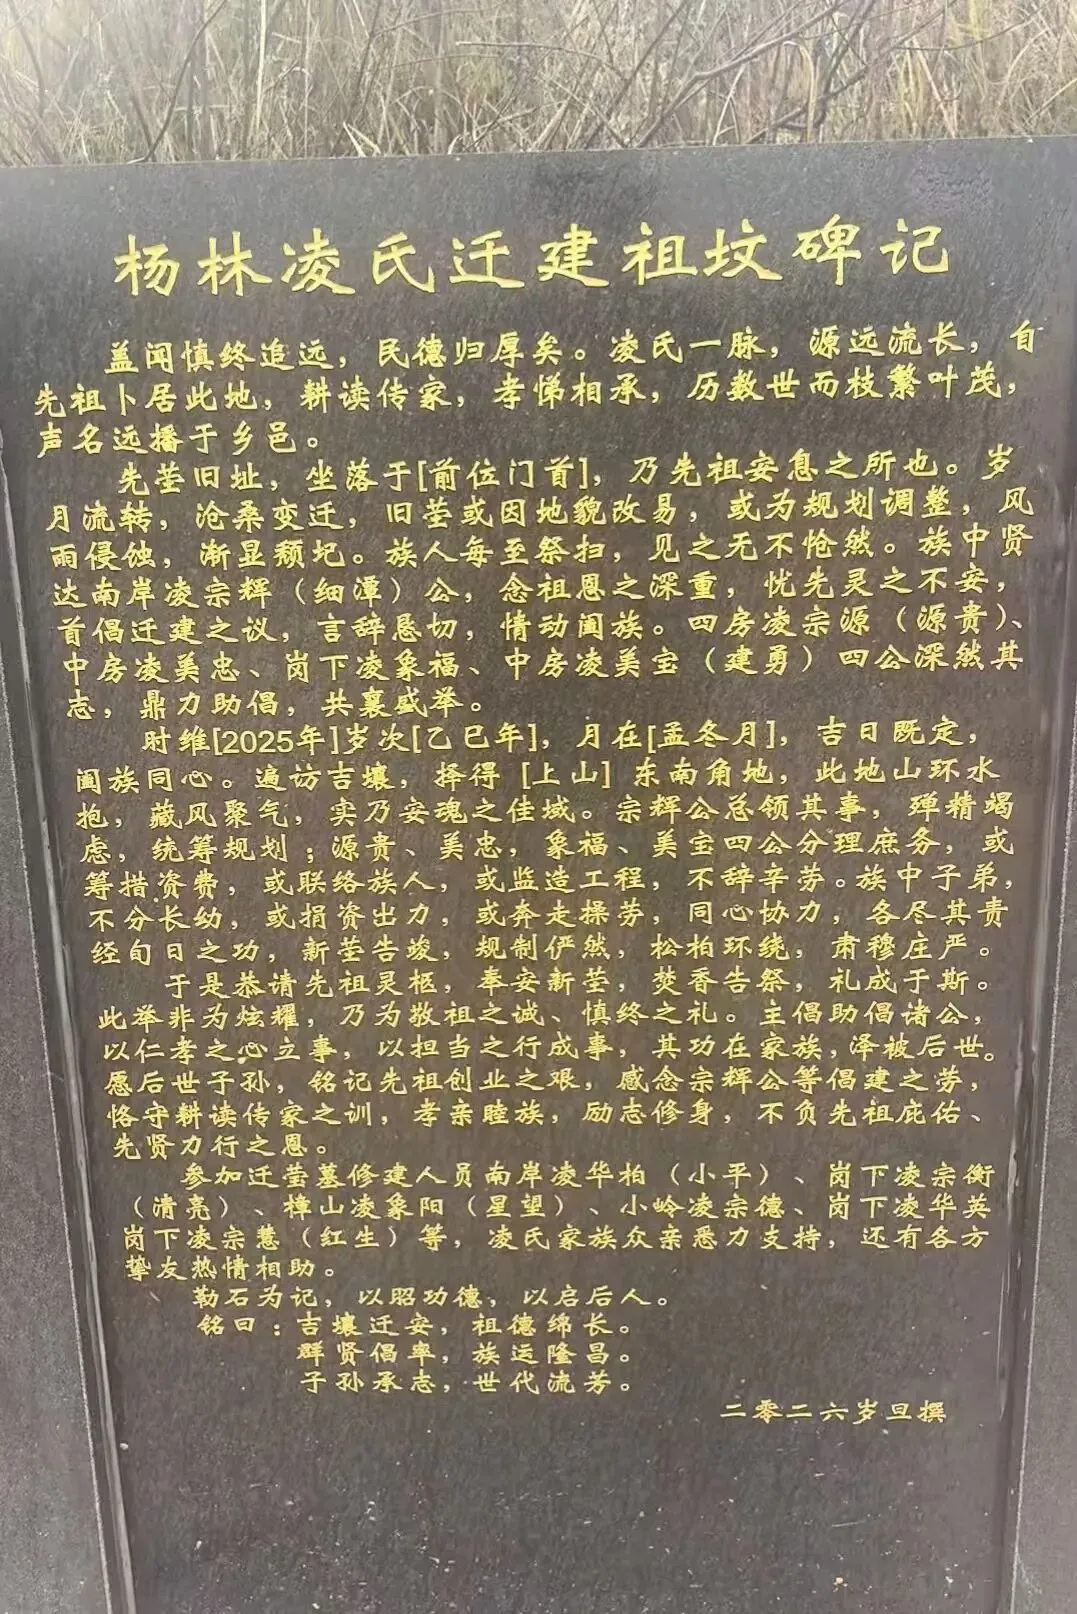 杨林凌氏迁建祖坟碑记
盖闻慎终追远，民德归厚矣。凌氏一脉，源远流长，自
先祖卜居此地，耕读传家，孝悌相承，历数世而枝繁叶茂，
声名远播于乡邑。
先茔旧址，坐落于[前位门首]，乃先祖安息之所也。岁
月流转，沧桑变迁，旧茔或因地貌改易，或为规划调整，风
雨侵蚀，渐显颓圮。族人每至祭扫，见之无不怆然。族中贤
达南岸凌宗辉（细潭）公，念祖恩之深重，忧先灵之不安，
首倡迁建之议，言辞恳切，情动阖族。四房凌宗源（源贵）、
中房凌美忠、岗下凌象福、中房凌美宝（建勇）四公深然其
志，鼎力助倡，共襄盛举。
时维[2025年]岁次[乙巳年]，月在[孟冬月]，吉日既定，
阖族同心。遍访吉壤，择得 [上山] 东南角地，此地山环水
抱，藏风聚气，实乃安魂之佳域。宗辉公总领其事，殚精竭
虑，统筹规划；源贵、美忠，象福、美宝四公分理庶务，或
筹措资费，或联络族人，或监造工程，不辞辛劳。族中子弟，
不分长幼，或捐资出力，或奔走操劳，同心协力，各尽其责
经旬日之功，新茔告竣，规制俨然，松柏环绕，肃穆庄严。
于是恭请先祖灵柩，奉安新茔，焚香告祭，礼成于斯。
此举非为炫耀，乃为敬祖之诚、慎终之礼。主倡助倡诸公，
以仁孝之心立事，以担当之行成事，其功在家族，泽被后世。
愿后世子孙，铭记先祖创业之艰，感念宗辉公等倡建之劳，
恪守耕读传家之训，孝亲睦族，励志修身，不负先祖庇佑、
先贤力行之恩。
参加迁茔墓修建人员南岸凌华柏（小平）、岗下凌宗衡
（清亮）、樟山凌象阳（星望）、小岭凌宗德、岗下凌华英
岗下凌宗慧（红生）等，凌氏家族众亲悉力支持，还有各方
挚友热情相助。
勒石为记，以昭功德，以启后人。
铭曰：吉壤迁安，祖德绵长。
群贤倡率，族运隆昌。
子孙承志，世代流芳。
二零二六岁旦撰